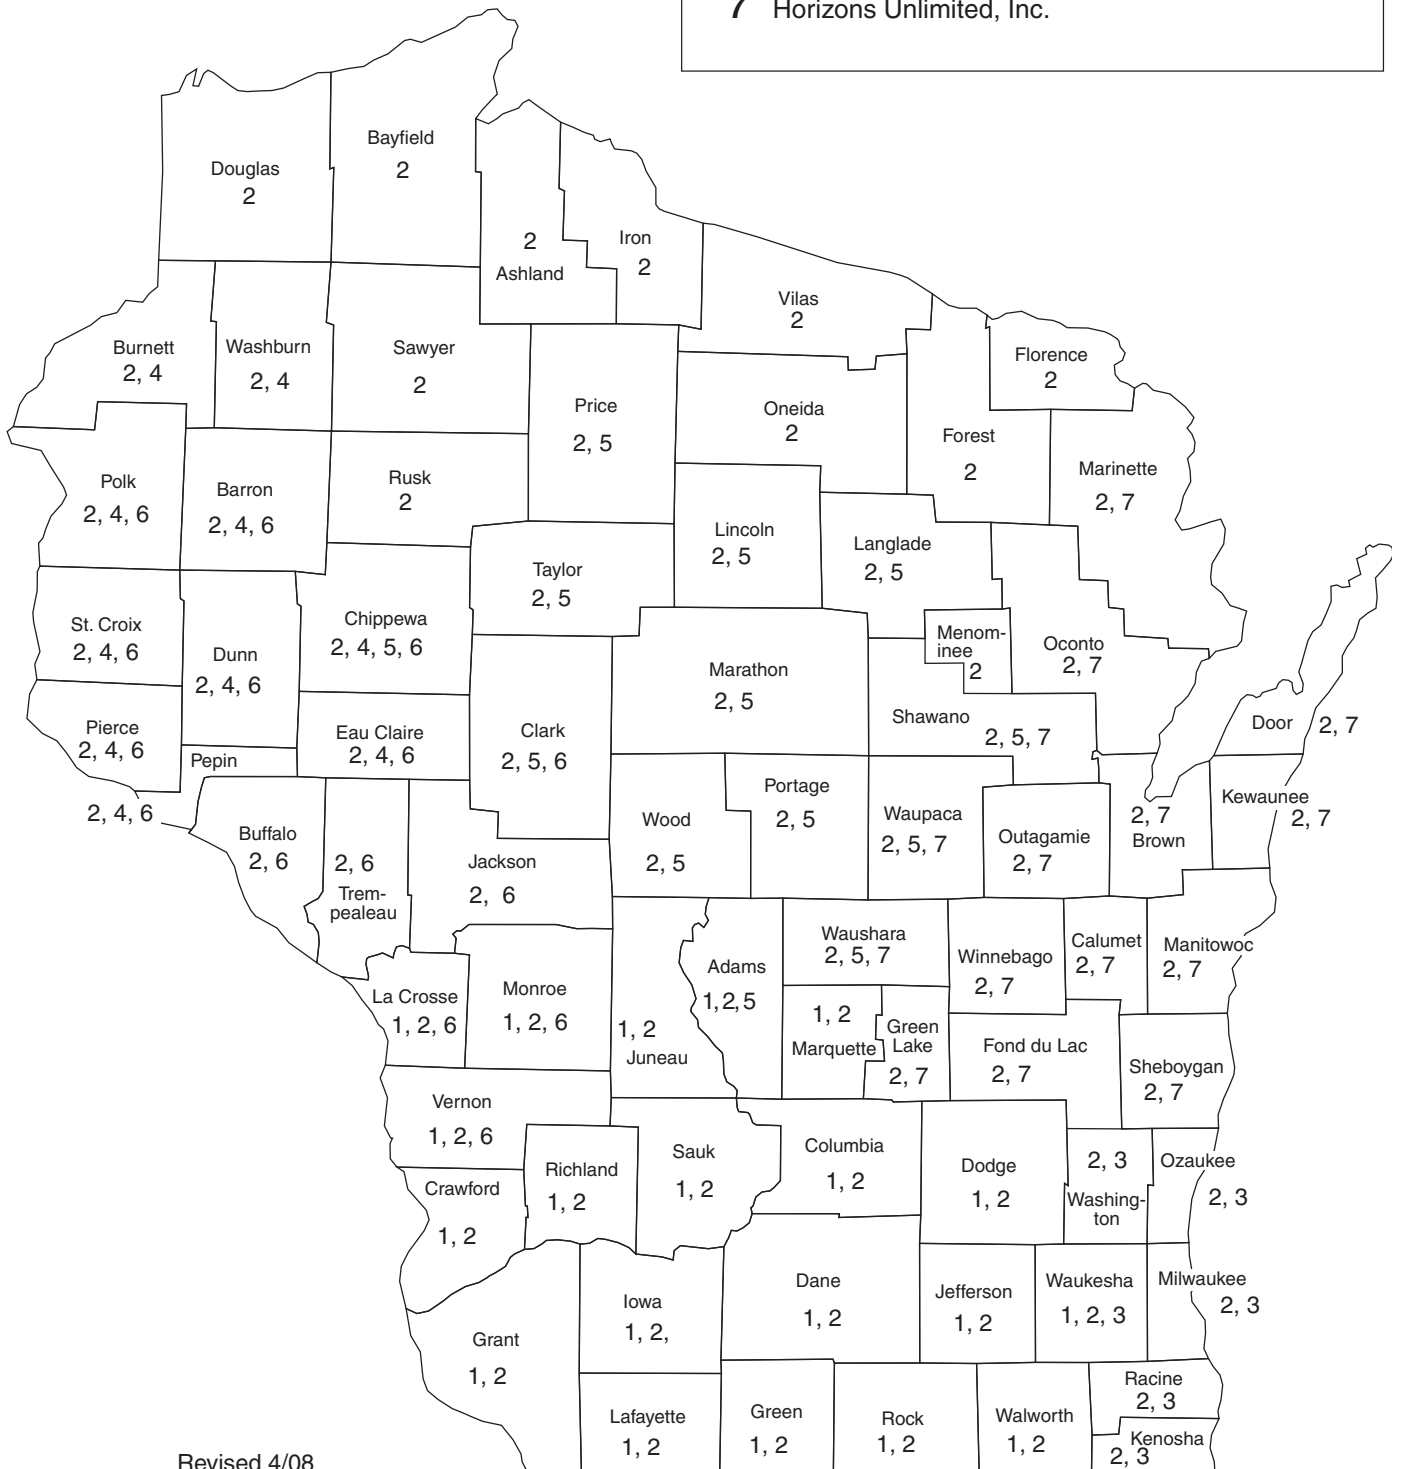 7 Horizons Unlimited, Inc.
Bayfield
2
Douglas
2
2
Ashland
Iron
2
Vilas
2
Burnett
2, 4
Washburn
2, 4
Sawyer
2
Florence
2
Price
2, 5
Oneida
2
Forest
2
Marinette
2, 7
Polk
2, 4, 6
Barron
2, 4, 6
Rusk
2
Lincoln
2, 5
Langlade
2, 5
Taylor
2, 5
St. Croix
2, 4, 6
Dunn
2, 4, 6
Chippewa
2, 4, 5, 6
Menom-
inee
2
Oconto
2, 7
Marathon
2, 5
Shawano
2, 5, 7
Door 2, 7
Pierce
2, 4, 6
Pepin
2, 4, 6
Eau Claire
2, 4, 6
Clark
2, 5, 6
Portage
2, 5
Wood
2, 5
Waupaca
2, 5, 7
Outagamie
2, 7
2, 7
Brown
Kewaunee
2, 7
Buffalo
2, 6
2, 6
Trem-
pealeau
Jackson
2, 6
Waushara
2, 5, 7
Winnebago
2, 7
Calumet
2, 7
Manitowoc
2, 7
Adams
1,2,5
La Crosse
1, 2, 6
Monroe
1, 2, 6
1, 2
Juneau
1, 2
Marquette
Green
Lake
2, 7
Fond du Lac
2, 7
Sheboygan
2, 7
Vernon
1, 2, 6
Richland
1, 2
Sauk
1, 2
Columbia
1, 2
Dodge
1, 2
2, 3
Washing-
ton
Ozaukee
2, 3
Crawford
1, 2
Dane
1, 2
Jefferson
1, 2
Waukesha
1, 2, 3
Milwaukee
2, 3
Iowa
1, 2,
Grant
1, 2
Lafayette
1, 2
Green
1, 2
Rock
1, 2
Walworth
1, 2
Racine
2, 3
Kenosha
2, 3
Revised 4/08